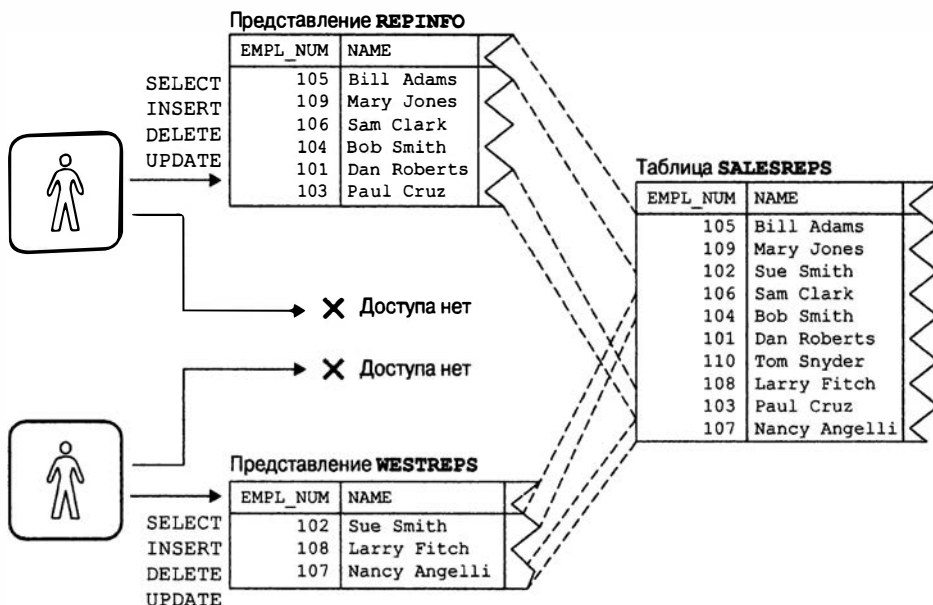 Представление REPINFO
EMPL_NUM NAME
105 Bill Adams
109 Mary Jones
106 Sam Clark
104 Bob Smith
101 Dan Roberts
103 Paul Cruz
SELECT
INSERT
DELETE
UPDATE
Таблица SALESREPS
EMPL_NUM NAME
105 Bill Adams
109 Mary Jones
102 Sue Smith
106 Sam Clark
104 Bob Smith
101 Dan Roberts
110 Tom Snyder
108 Larry Fitch
103 Paul Cruz
107 Nancy Angelli
Доступа нет
Доступа нет
Представление WESTREPS
EMPL_NUM NAME
102 Sue Smith
108 Larry Fitch
107 Nancy Angelli
SELECT
INSERT
DELETE
UPDATE